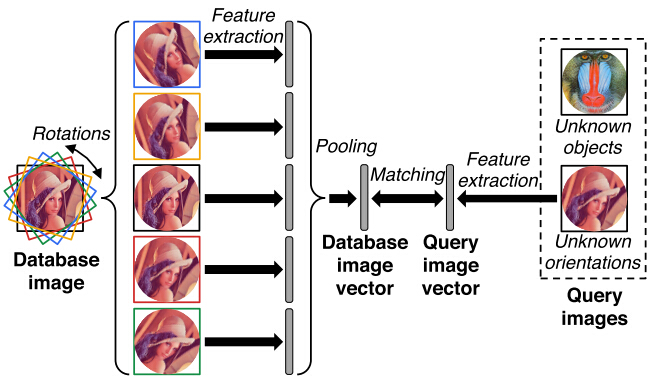 Feature
extraction
Rotations
Database
image
Pooling
Matching
Database
image
vector
Query
image
vector
Feature
extraction
Unknown
objects
Unknown
orientations
Query
images